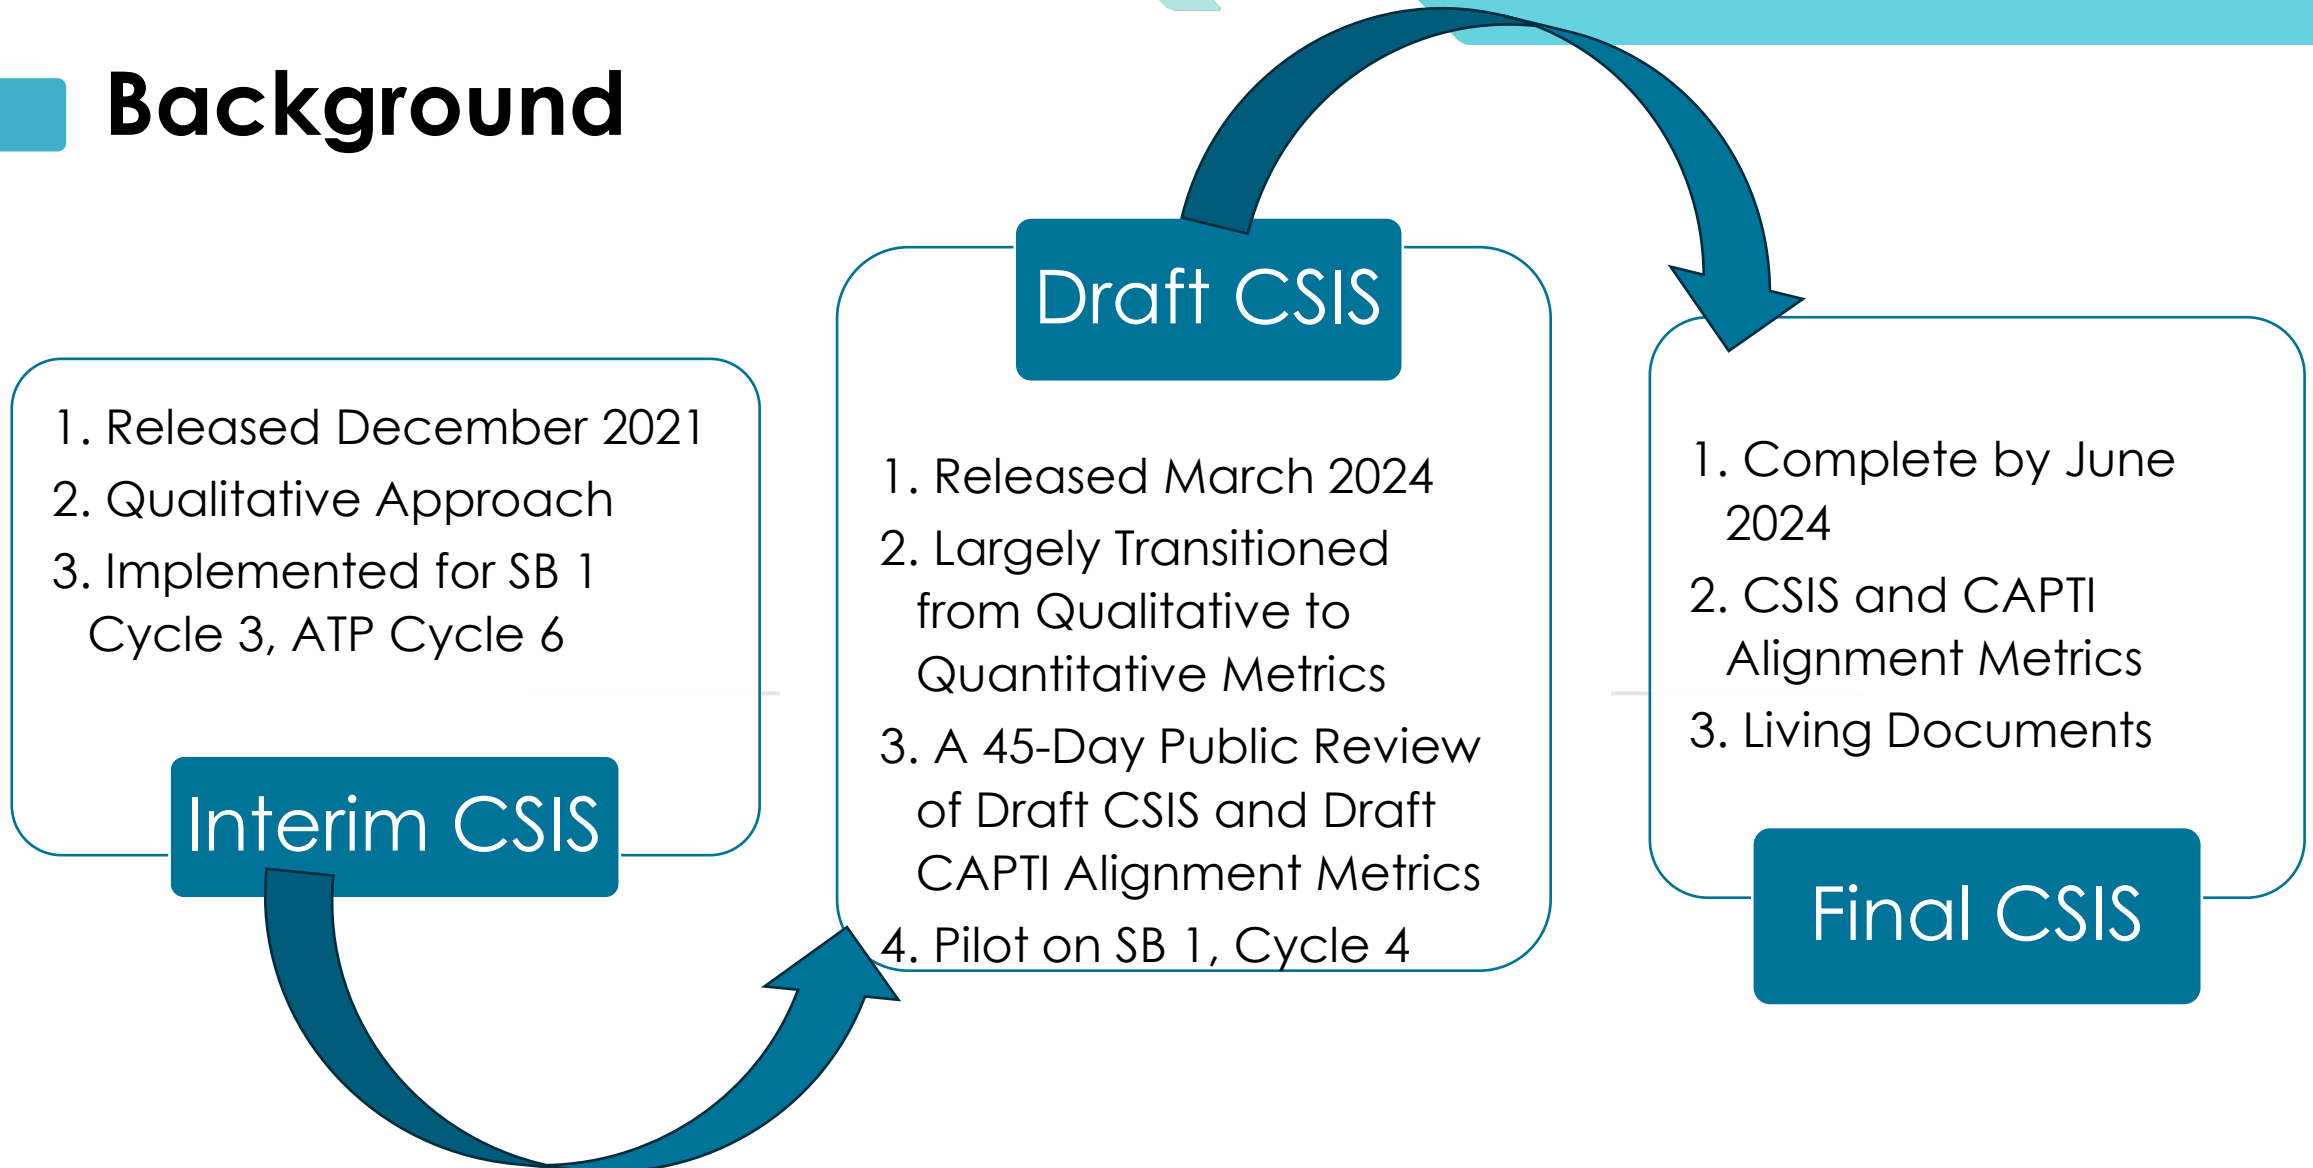 Background
1. Released December 2021
2. Qualitative Approach
3. Implemented for SB 1
Cycle 3, ATP Cycle 6
Interim CSIS
Draft CSIS
1. Released March 2024
2. Largely Transitioned
from Qualitative to
Quantitative Metrics
3. A 45-Day Public Review
of Draft CSIS and Draft
CAPTI Alignment Metrics
4. Pilot on SB 1, Cycle 4
1. Complete by June
2024
2. CSIS and CAPTI
Alignment Metrics
3. Living Documents
Final CSIS